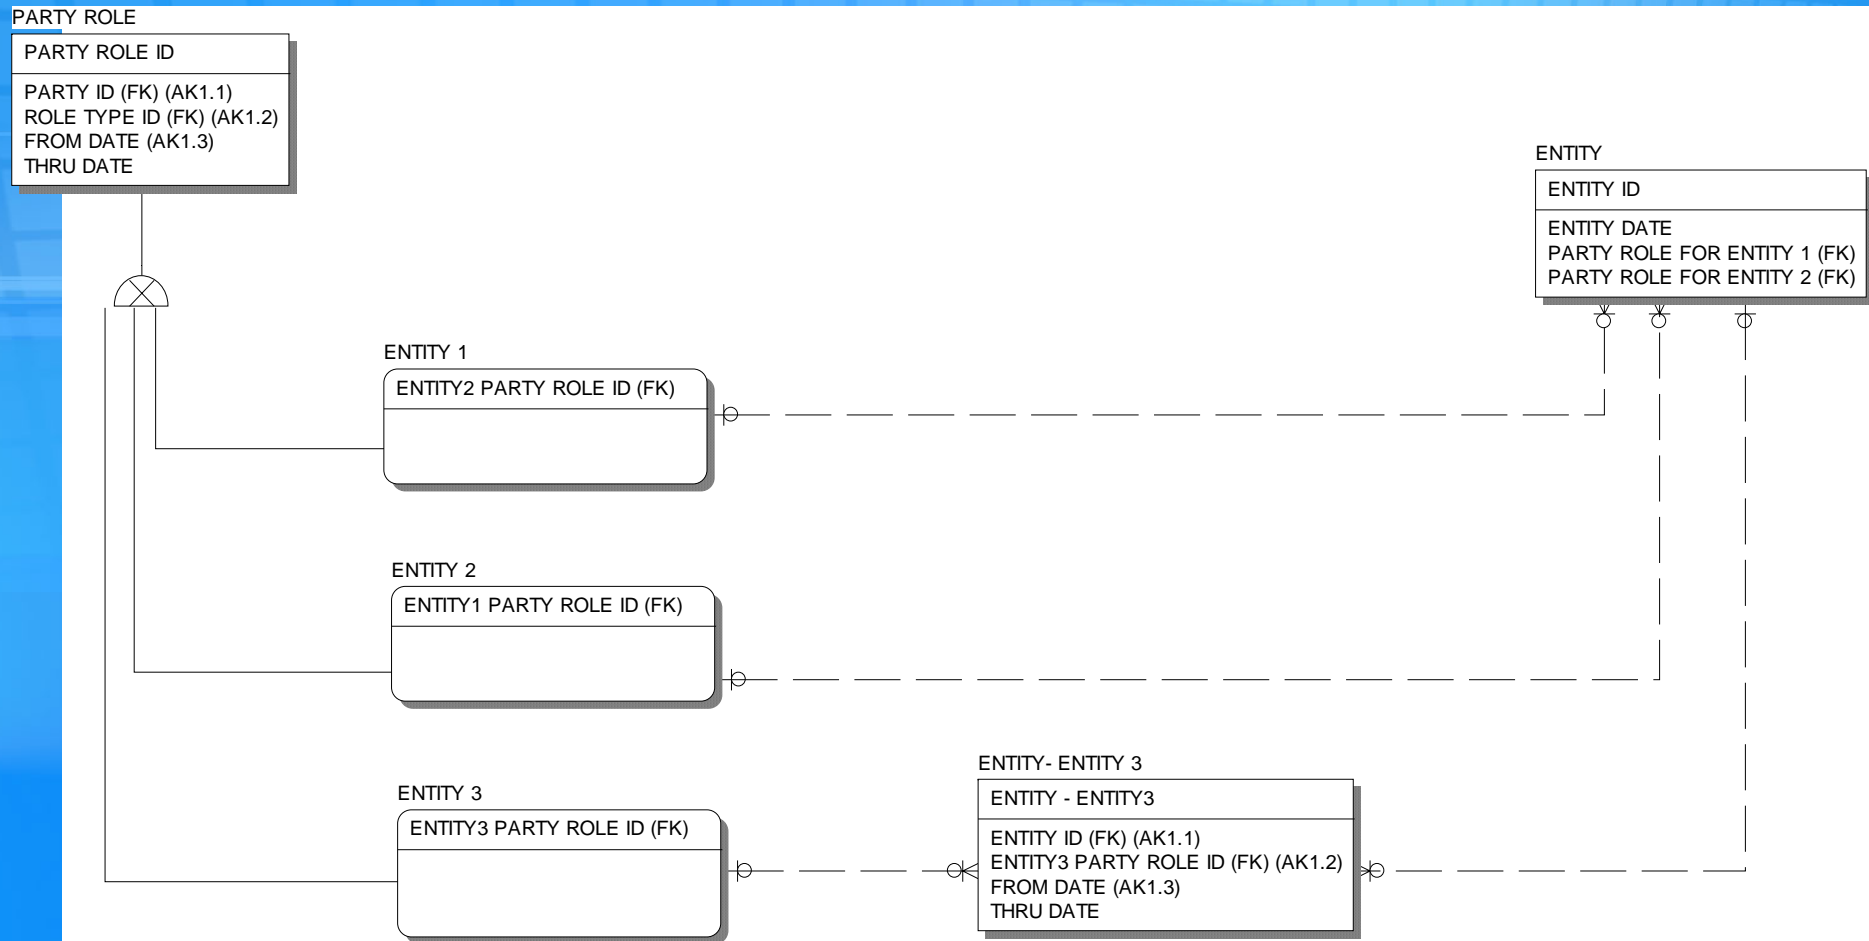 PARTY ROLE
PARTY ROLE ID
PARTY ID (FK) (AK1.1)
ROLE TYPE ID (FK) (AK1.2)
FROM DATE (AK1.3)
THRU DATE
ENTITY
ENTITY ID
ENTITY DATE
PARTY ROLE FOR ENTITY 1 (FK)
PARTY ROLE FOR ENTITY 2 (FK)
ENTITY 1
ENTITY2 PARTY ROLE ID (FK)
ENTITY 2
ENTITY1 PARTY ROLE ID (FK)
ENTITY 3
ENTITY3 PARTY ROLE ID (FK)
ENTITY- ENTITY 3
ENTITY - ENTITY3
ENTITY ID (FK) (AK1.1)
ENTITY3 PARTY ROLE ID (FK) (AK1.2)
FROM DATE (AK1.3)
THRU DATE